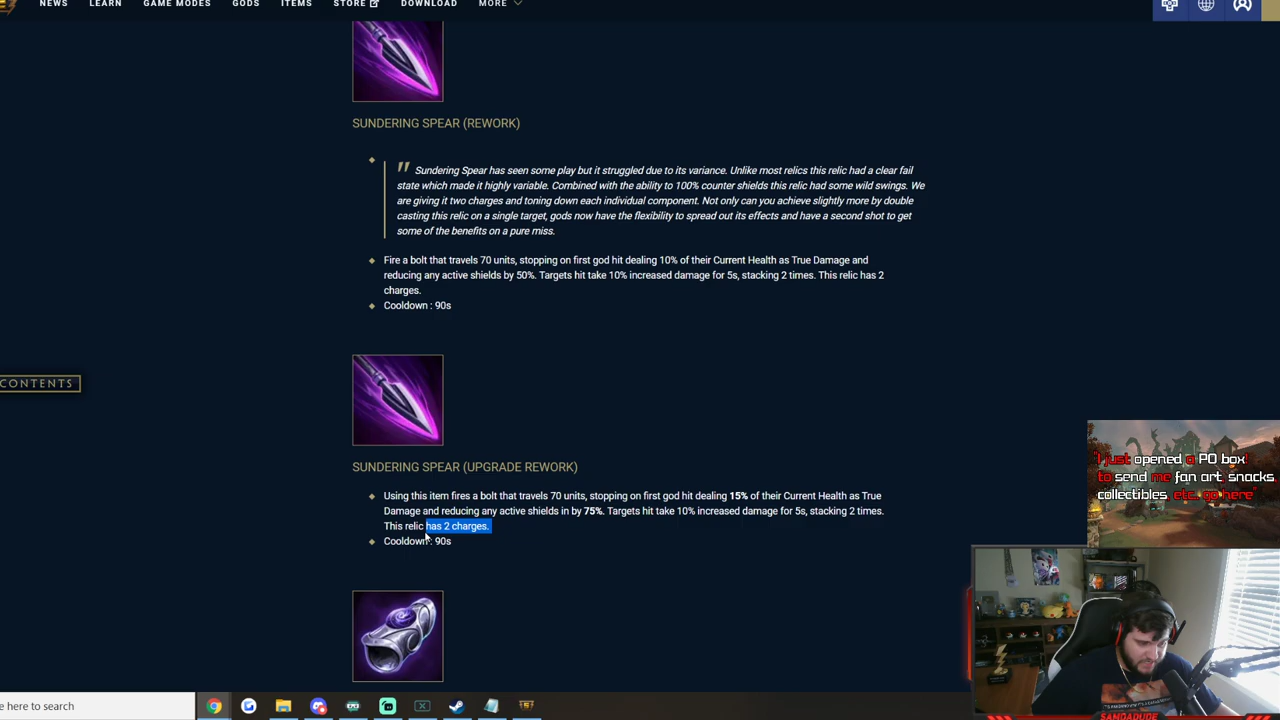 NEWS LEARN GAME MODES GODS ITEMS STORE DOWNLOAD MORE
SUNDERING SPEAR (REWORK)
" Sundering Spear has seen some play but it struggled due to its variance. Unlike most relics this relic had a clear fail
state which made it highly variable. Combined with the ability to 100% counter shields this relic had some wild swings. We
are giving it two charges and toning down each individual component. Not only can you achieve slightly more by double
casting this relic on a single target, gods now have the flexibility to spread out its effects and have a second shot to get
some of the benefits on a pure miss.
Fire a bolt that travels 70 units, stopping on first god hit dealing 10% of their Current Health as True Damage and
reducing any active shields by 50%. Targets hit take 10% increased damage for 5s, stacking 2 times. This relic has 2
charges.
Cooldown : 90s
CONTENTS
SUNDERING SPEAR (UPGRADE REWORK)
Using this item fires a bolt that travels 70 units, stopping on first god hit dealing 15% of their Current Health as True
Damage and reducing any active shields in by 75%. Targets hit take 10% increased damage for 5s, stacking 2 times.
This relic has 2 charges.
Cooldown : 90s
"I just opened a PO box!
to send me fan art, snacks,
collectibles, etc. go here"
e here to search
SANGADUDE